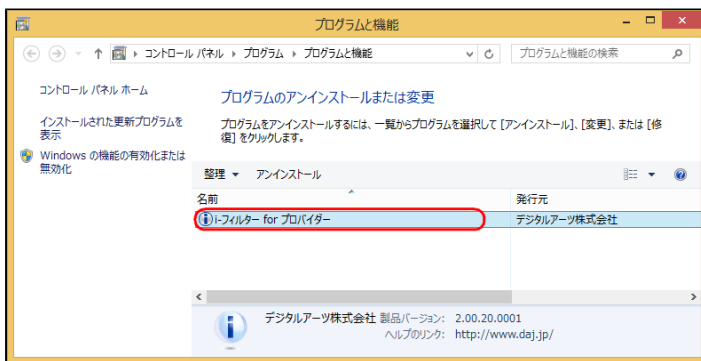 プログラムと機能
コントロール パネル ▸ プログラム ▸ プログラムと機能
プログラムと機能の検索
コントロール パネル ホーム
インストールされた更新プログラムを
表示
Windows の機能の有効化または
無効化
プログラムのアンインストールまたは変更
プログラムをアンインストールするには、一覧からプログラムを選択して [アンインストール]、[変更]、または [修
復] をクリックします。
整理 アンインストール
名前 発行元
i-フィルター for プロバイダー デジタルアーツ株式会社
デジタルアーツ株式会社 製品バージョン: 2.00.20.0001
ヘルプのリンク: http://www.daj.jp/